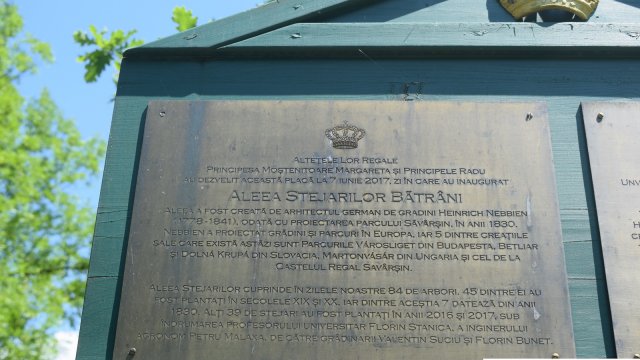 ALTEȚELE LOR REGALE
PRINCIPESA MOȘTENITOARE MARGARETA ȘI PRINCIPELE RADU
AU DEZVELIT ACEASTĂ PLACĂ LA 7 IUNIE 2017, ZI ÎN CARE AU INAUGURAT
ALEEA STEJARILOR BĂTRÂNI
ALEEA A FOST CREATĂ DE ARHITECTUL GERMAN DE GRĂDINI HEINRICH NEBBIEN
(1778-1841), ODATĂ CU PROIECTAREA PARCULUI SĂVÂRȘIN, ÎN ANII 1830.
NEBBIEN A PROIECTAT GRĂDINI ȘI PARCURI ÎN EUROPA, IAR 5 DINTRE CREAȚIILE
SALE CARE EXISTĂ ASTĂZI SUNT PARCURILE VÁROSLIGET DIN BUDAPESTA, BETLIAR
ȘI DOLNÁ KRUPÁ DIN SLOVACIA, MARTONVÁSÁR DIN UNGARIA ȘI CEL DE LA
CASTELUL REGAL SĂVÂRȘIN.
ALEEA STEJARILOR CUPRINDE ÎN ZILELE NOASTRE 84 DE ARBORI. 45 DINTRE EI AU
FOST PLANTAȚI ÎN SECOLELE XIX ȘI XX, IAR DINTRE ACEȘTIA 7 DATEAZĂ DIN ANII
1830. ALȚI 39 DE STEJARI AU FOST PLANTAȚI ÎN ANII 2016 ȘI 2017, SUB
ÎNDRUMAREA PROFESORULUI UNIVERSITAR FLORIN STĂNICĂ, A INGINERULUI
AGRONOM PETRU MALAXA, DE CĂTRE GRĂDINARII VALENTIN SUCIU ȘI FLORIN BUNET.